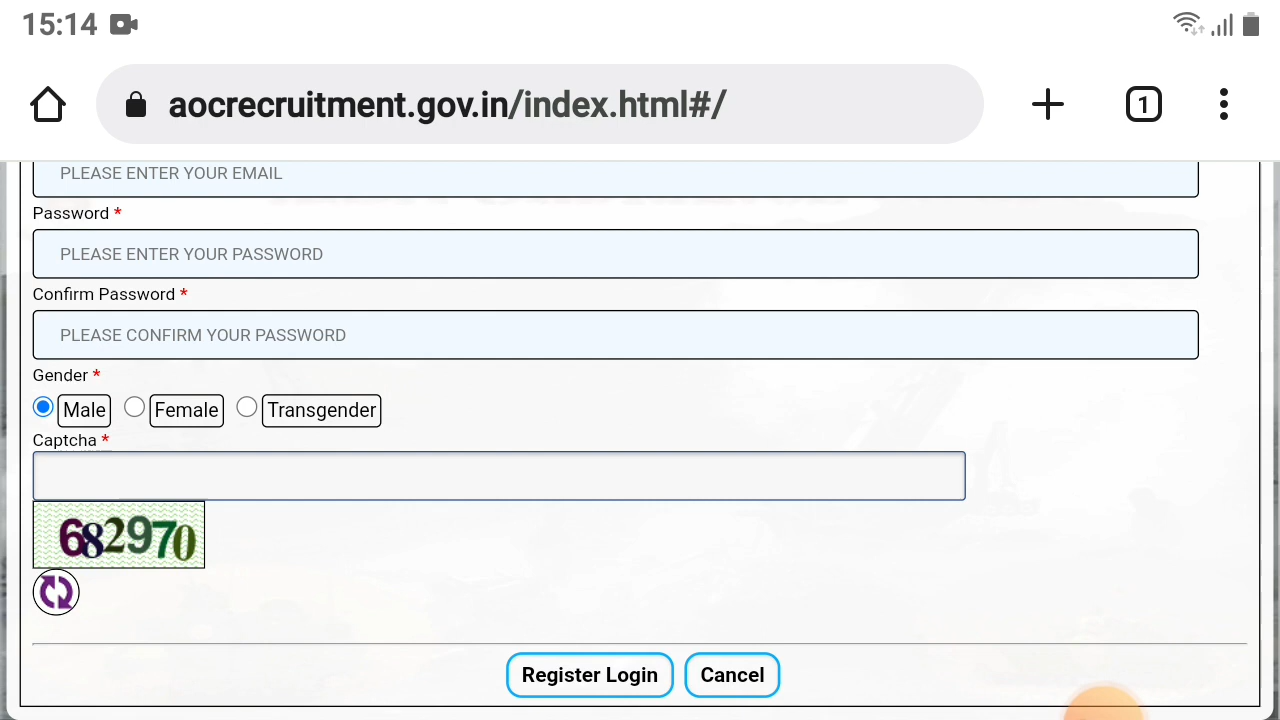 15:14
aocrecruitment.gov.in/index.html#/
1
PLEASE ENTER YOUR EMAIL
Password *
PLEASE ENTER YOUR PASSWORD
Confirm Password *
PLEASE CONFIRM YOUR PASSWORD
Gender *
Male Female Transgender
Captcha *
682970
Register Login Cancel